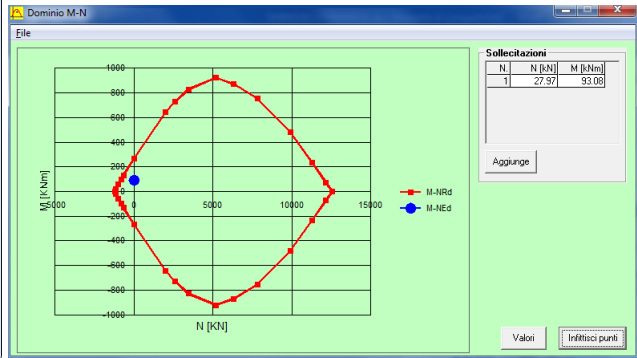 Dominio M-N
File
1000
800
600
400
200
0
-200
-400
-600
-800
-1000
M [KNm]
-5000 0 5000 10000 15000
N [KN]
M-NRd
M-NEd
Sollecitazioni
N. N [kN] M [kNm]
1 27.97 93.08
Aggiunge
Valori
Infittisci punti